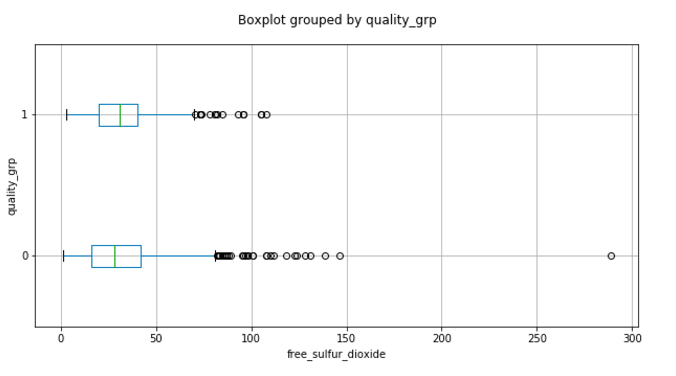 Boxplot grouped by quality_grp
1
0
quality_grp
0 50 100 150 200 250 300
free_sulfur_dioxide